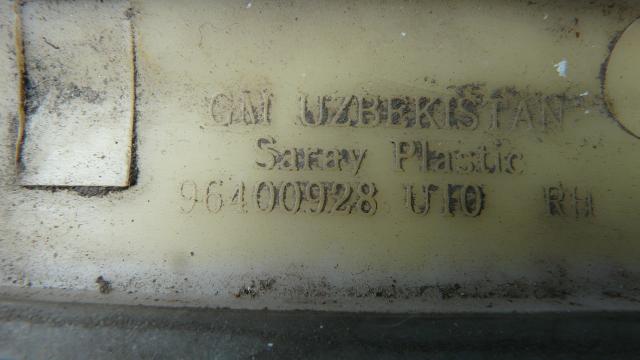 GM UZBEKISTAN
Saray Plastic
96400928 U10 RH